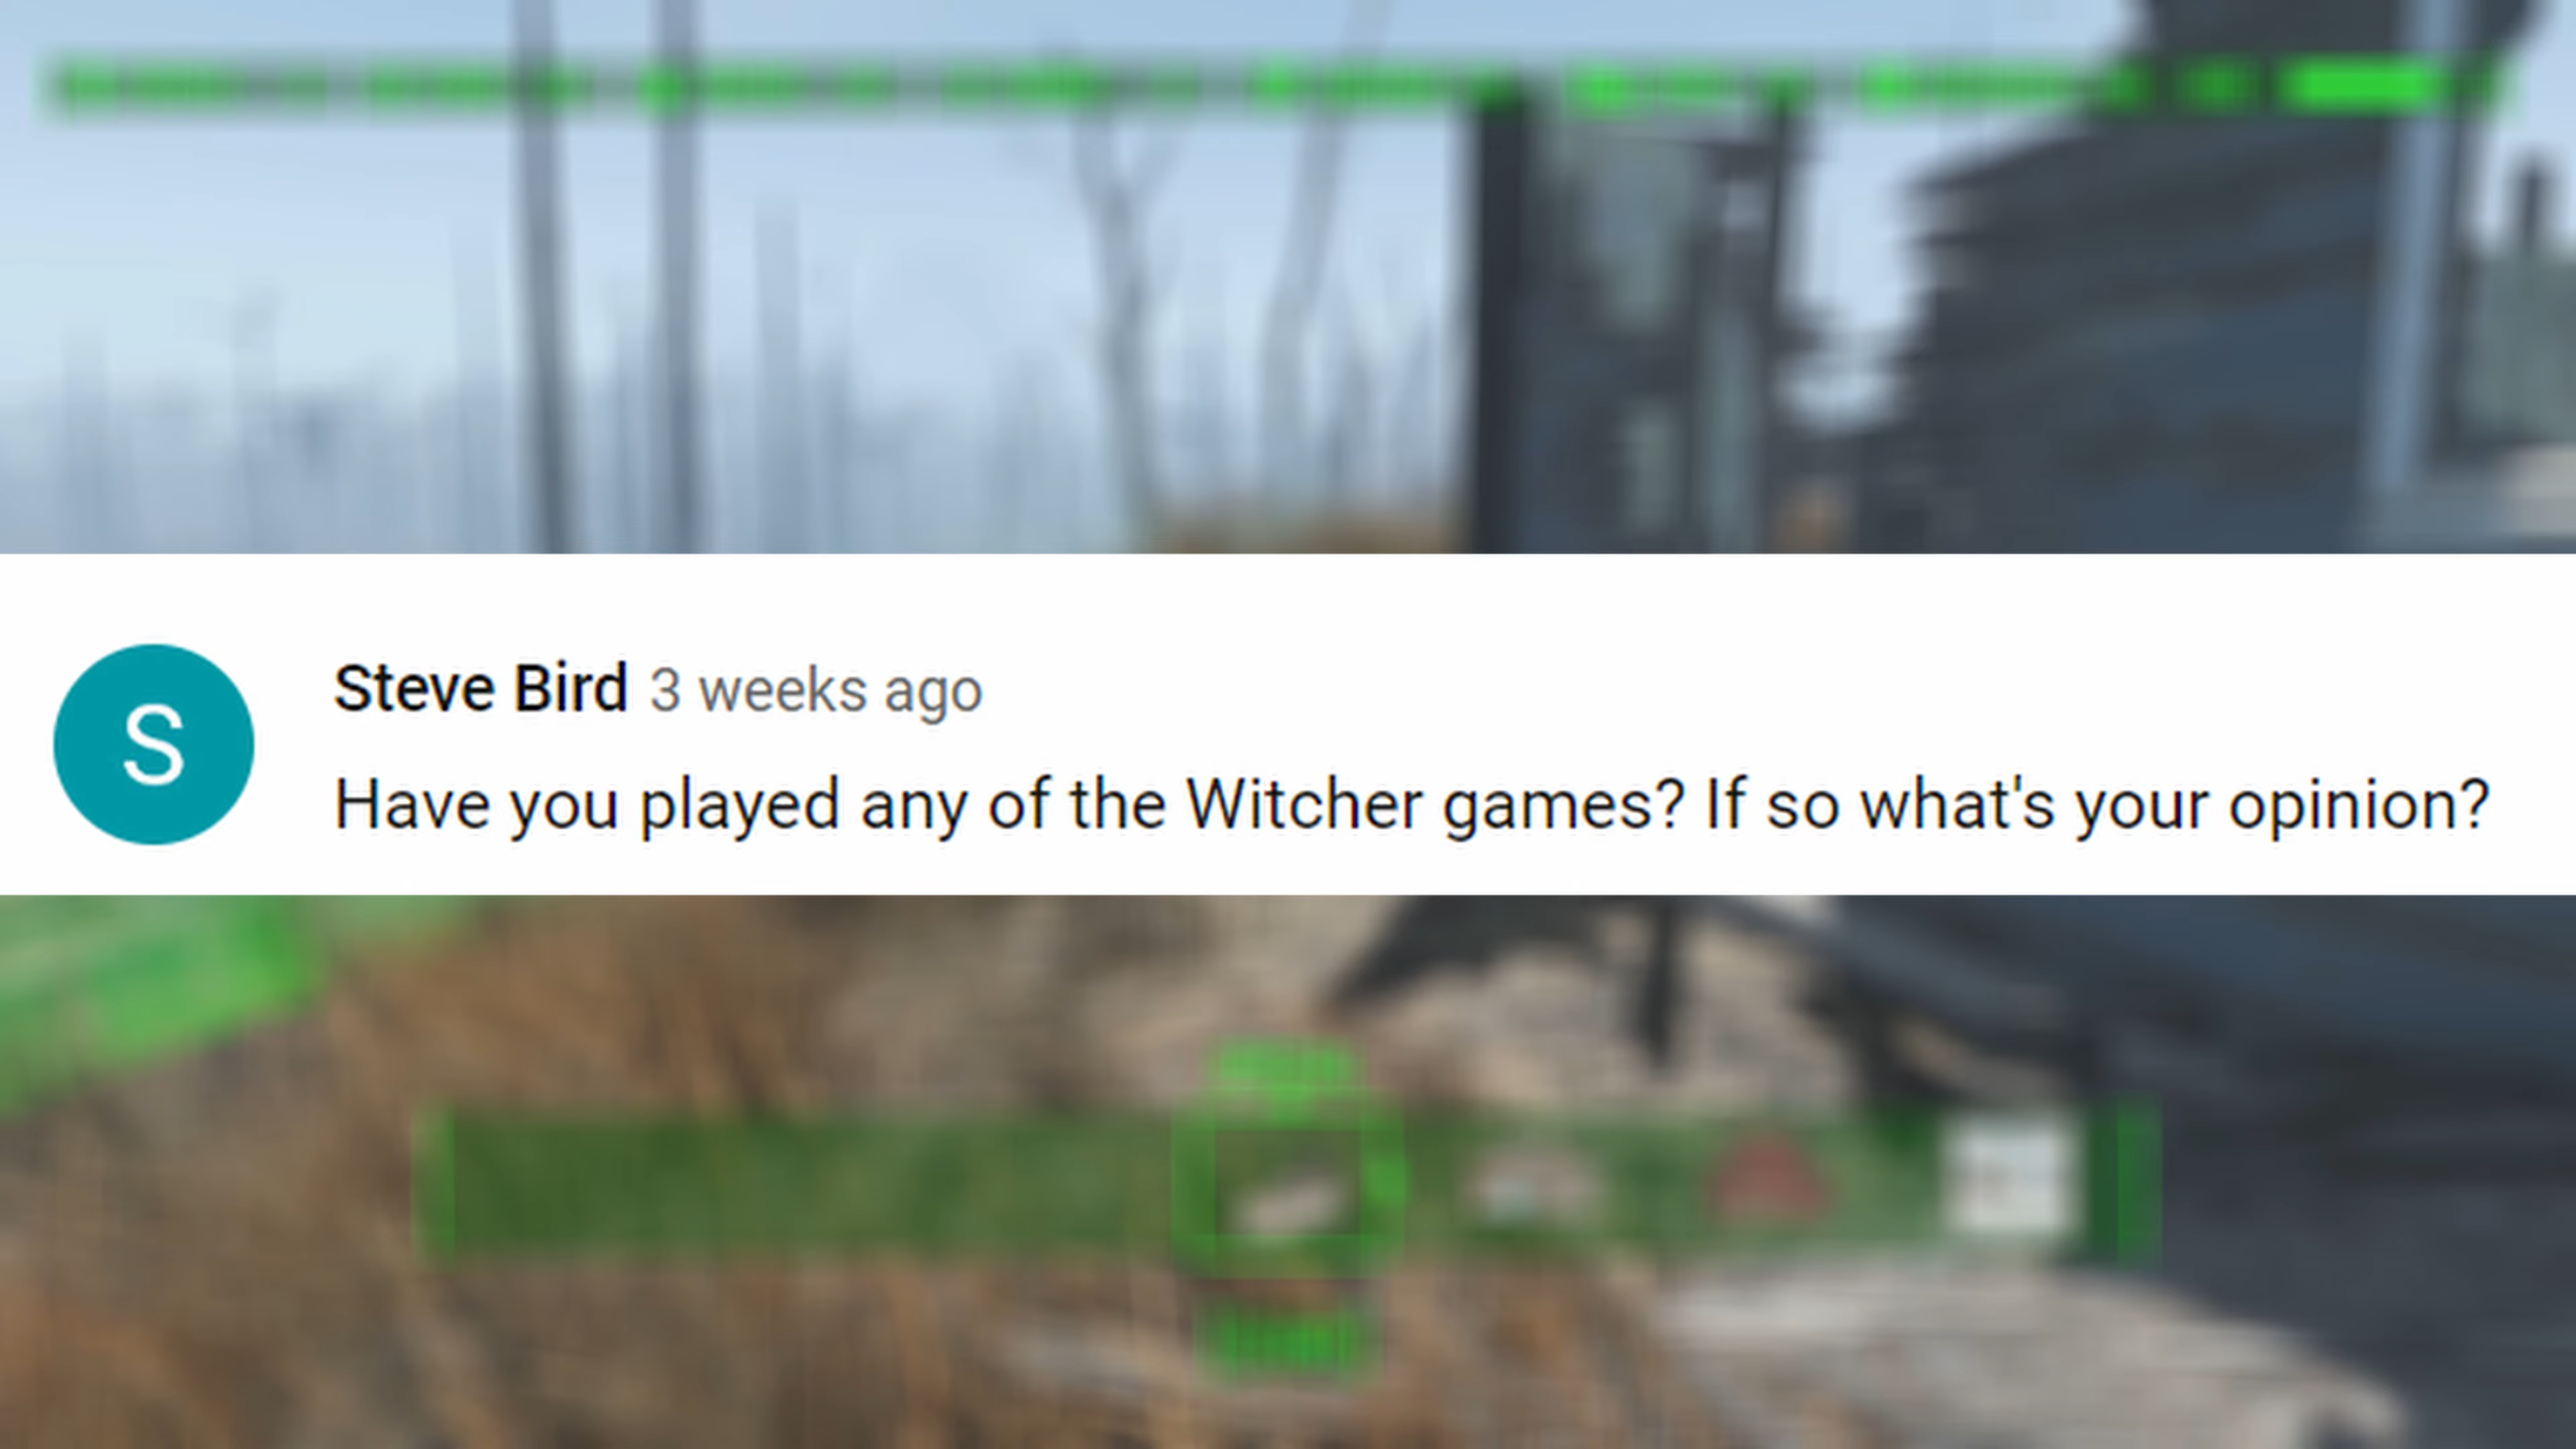 S
Steve Bird 3 weeks ago
Have you played any of the Witcher games? If so what's your opinion?